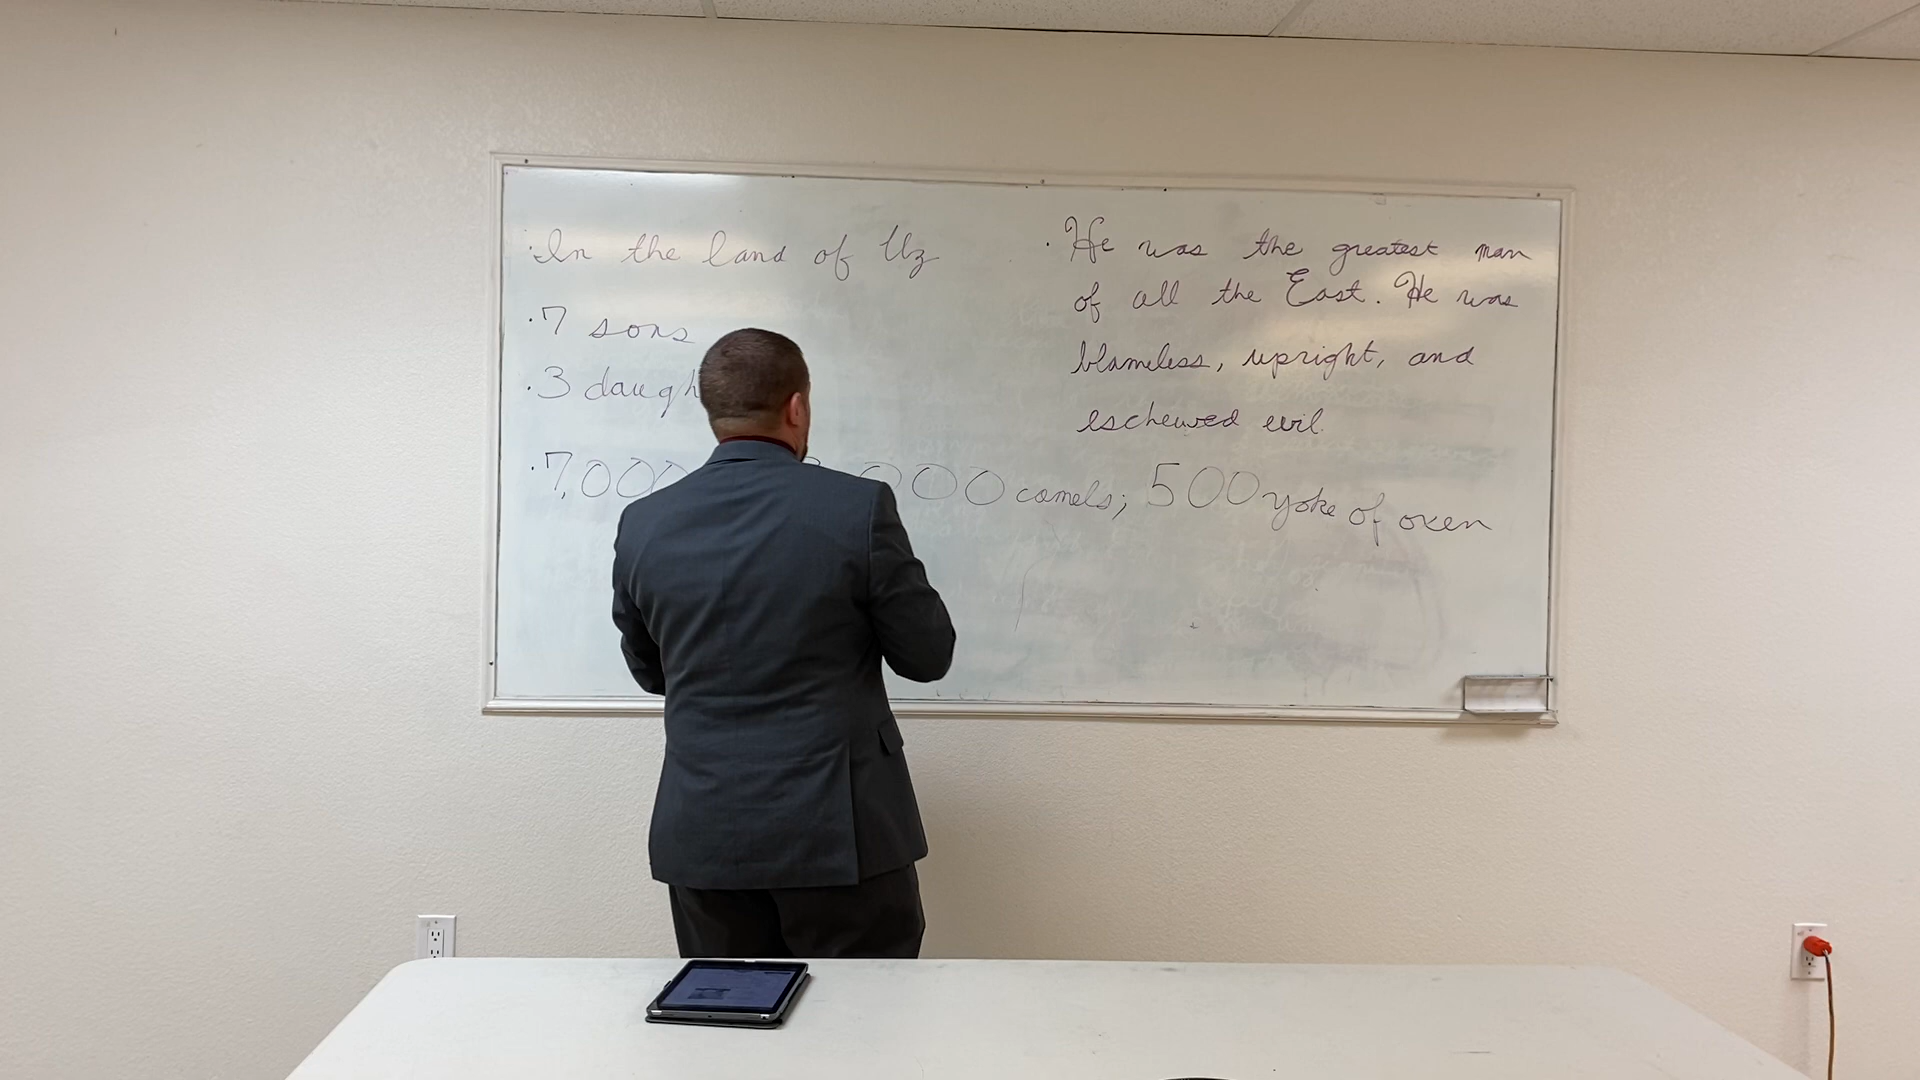 · In the land of Uz
· 7 sons
· 3 daugh
· 7,000 000 camels; 500 yoke of oxen
· He was the greatest man
of all the East. He was
blameless, upright, and
eschewed evil.